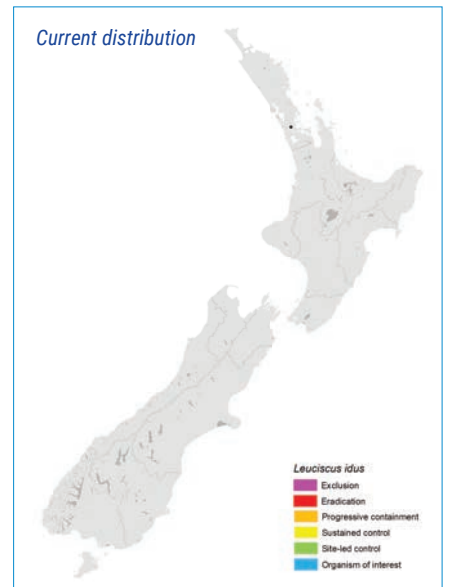 Current distribution
Leuciscus idus
Exclusion
Eradication
Progressive containment
Sustained control
Site-led control
Organism of interest